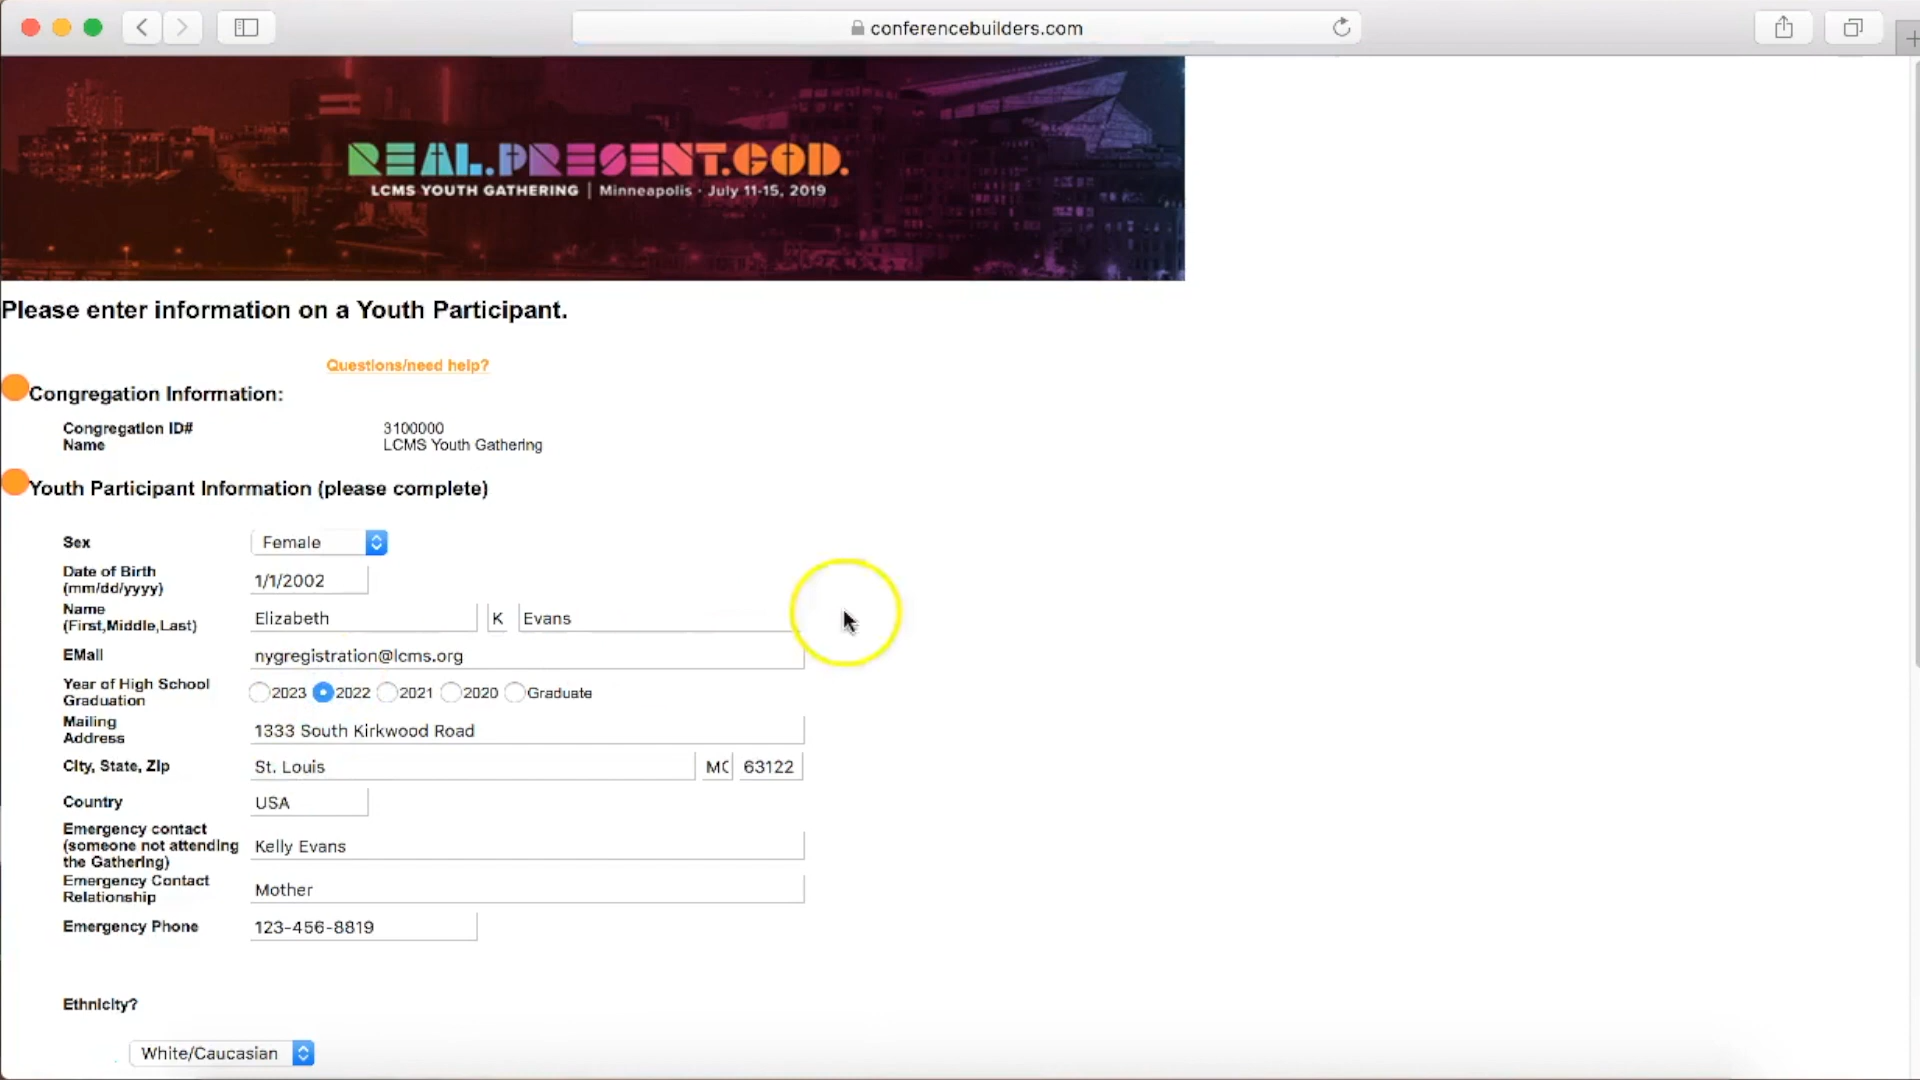 conferencebuilders.com
REAL.PRESENT.GOD.
LCMS YOUTH GATHERING | Minneapolis · July 11-15, 2019
Please enter information on a Youth Participant.
Questions/need help?
Congregation Information:
Congregation ID# 3100000
Name LCMS Youth Gathering
Youth Participant Information (please complete)
Sex Female
Date of Birth
(mm/dd/yyyy) 1/1/2002
Name
(First,Middle,Last) Elizabeth K Evans
EMail nygregistration@lcms.org
Year of High School
Graduation 2023 2022 2021 2020 Graduate
Mailing
Address 1333 South Kirkwood Road
City, State, Zip St. Louis MO 63122
Country USA
Emergency contact
(someone not attending
the Gathering) Kelly Evans
Emergency Contact
Relationship Mother
Emergency Phone 123-456-8819
Ethnicity?
White/Caucasian